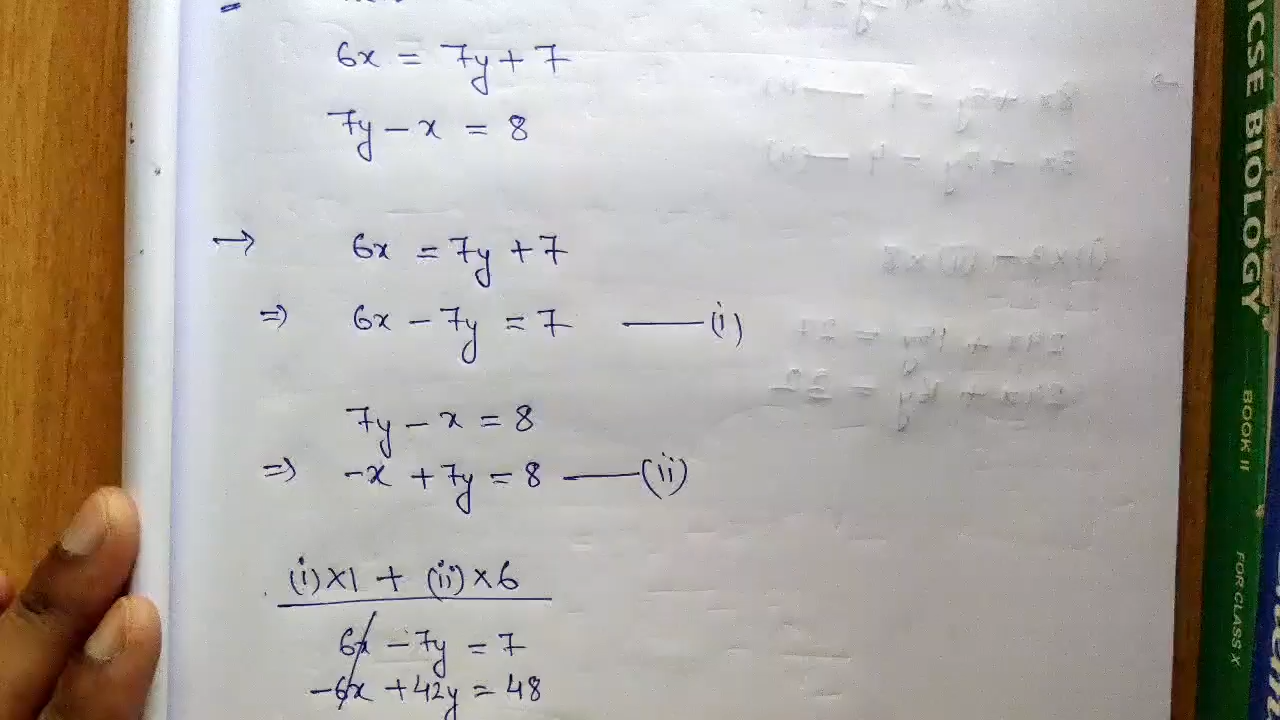 6x = 7y + 7
7y - x = 8
→ 6x = 7y + 7
⇒ 6x - 7y = 7 —— (i)
7y - x = 8
⇒ -x + 7y = 8 —— (ii)
(i) × 1 + (ii) × 6
6x - 7y = 7
-6x + 42y = 48
ICSE BIOLOGY
BOOK II
FOR CLASS X